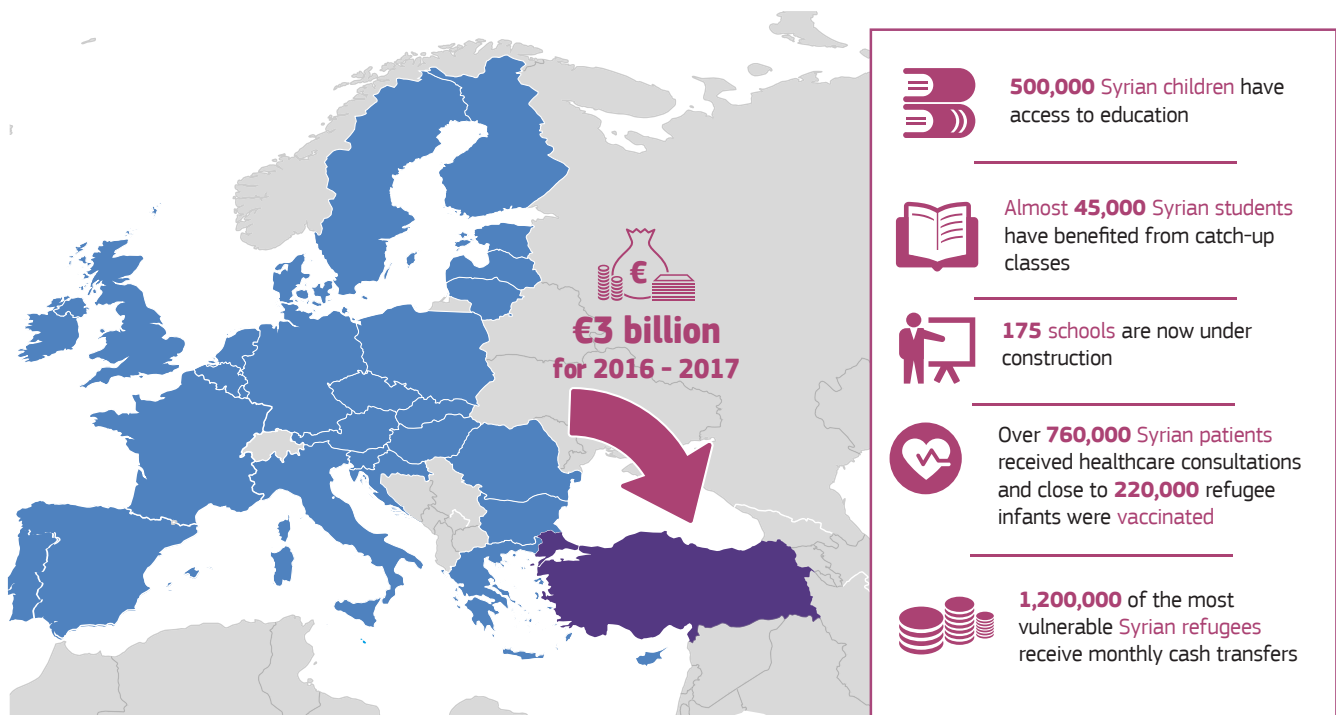 €
€3 billion
for 2016 - 2017
500,000 Syrian children have
access to education
Almost 45,000 Syrian students
have benefited from catch-up
classes
175 schools are now under
construction
Over 760,000 Syrian patients
received healthcare consultations
and close to 220,000 refugee
infants were vaccinated
1,200,000 of the most
vulnerable Syrian refugees
receive monthly cash transfers